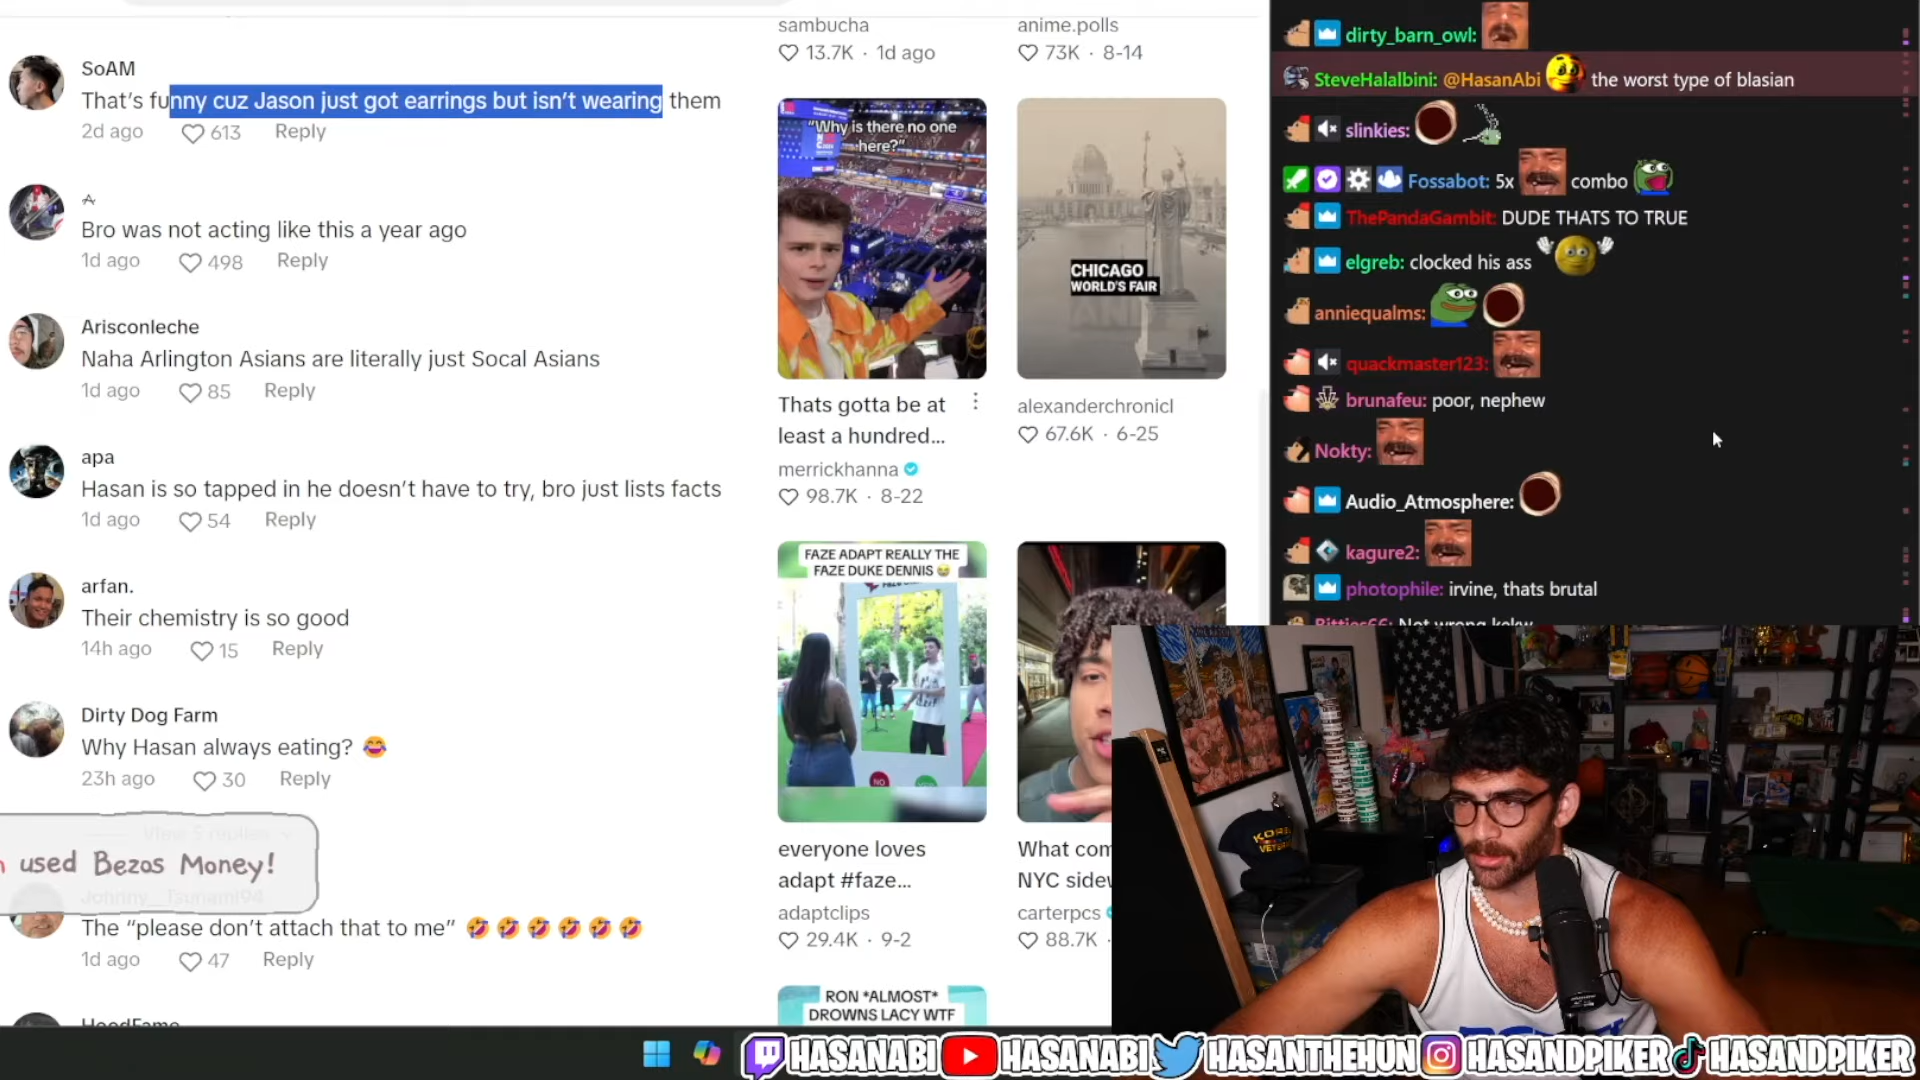 SoAM
That’s funny cuz Jason just got earrings but isn’t wearing them
2d ago 613 Reply
A
Bro was not acting like this a year ago
1d ago 498 Reply
Arisconleche
Naha Arlington Asians are literally just Socal Asians
1d ago 85 Reply
apa
Hasan is so tapped in he doesn’t have to try, bro just lists facts
1d ago 54 Reply
arfan.
Their chemistry is so good
14h ago 15 Reply
Dirty Dog Farm
Why Hasan always eating? 😂
23h ago 30 Reply
View 5 replies
used Bezos Money!
Johnny_Tsunami94
The “please don’t attach that to me” 🤣🤣🤣🤣🤣🤣
1d ago 47 Reply
HoodFame
sambucha
13.7K · 1d ago
anime.polls
73K · 8-14
“Why is there no one
here?”
Thats gotta be at
least a hundred...
merrickhanna
98.7K · 8-22
CHICAGO
WORLD'S FAIR
alexanderchronicl
67.6K · 6-25
FAZE ADAPT REALLY THE
FAZE DUKE DENNIS 😭
NO
everyone loves
adapt #faze...
adaptclips
29.4K · 9-2
What com
NYC sidew
carterpcs
88.7K ·
RON *ALMOST*
DROWNS LACY WTF
dirty_barn_owl:
SteveHalalbini: @HasanAbi the worst type of blasian
slinkies:
Fossabot: 5x combo
ThePandaGambit: DUDE THATS TO TRUE
elgreb: clocked his ass
anniequalms:
quackmaster123:
brunafeu: poor, nephew
Nokty:
Audio_Atmosphere:
kagure2:
photophile: irvine, thats brutal
Bitties66: Not wrong kekw
KOREA
VETERAN
HASANABI HASANABI HASANTHEHUN HASANDPIKER HASANDPIKER